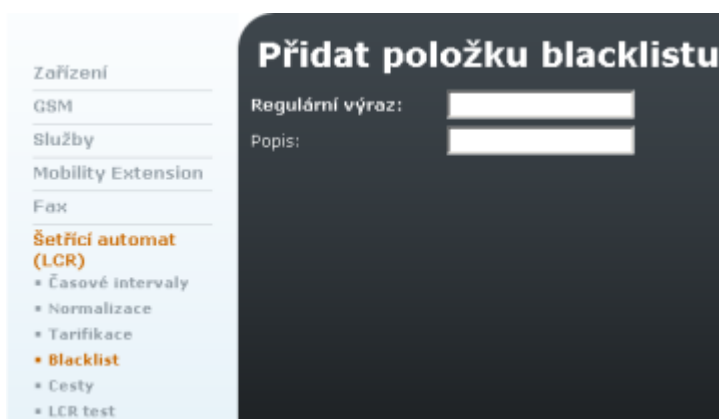 Přidat položku blacklistu
Zařízení
GSM
Služby
Mobility Extension
Fax
Šetřící automat
(LCR)
▪ Časové intervaly
▪ Normalizace
▪ Tarifikace
▪ Blacklist
▪ Cesty
▪ LCR test
Regulární výraz:
Popis: